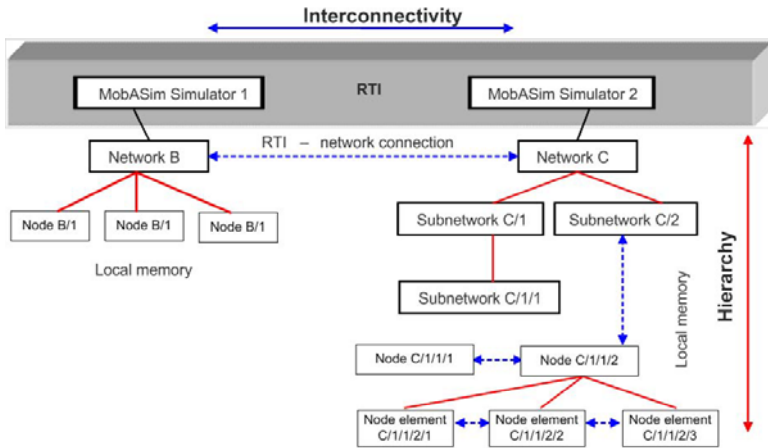 Interconnectivity
RTI
MobASim Simulator 1
MobASim Simulator 2
RTI – network connection
Network B
Network C
Node B/1
Node B/1
Node B/1
Subnetwork C/1
Subnetwork C/2
Local memory
Subnetwork C/1/1
Local memory
Hierarchy
Node C/1/1/1
Node C/1/1/2
Node element
C/1/1/2/1
Node element
C/1/1/2/2
Node element
C/1/1/2/3